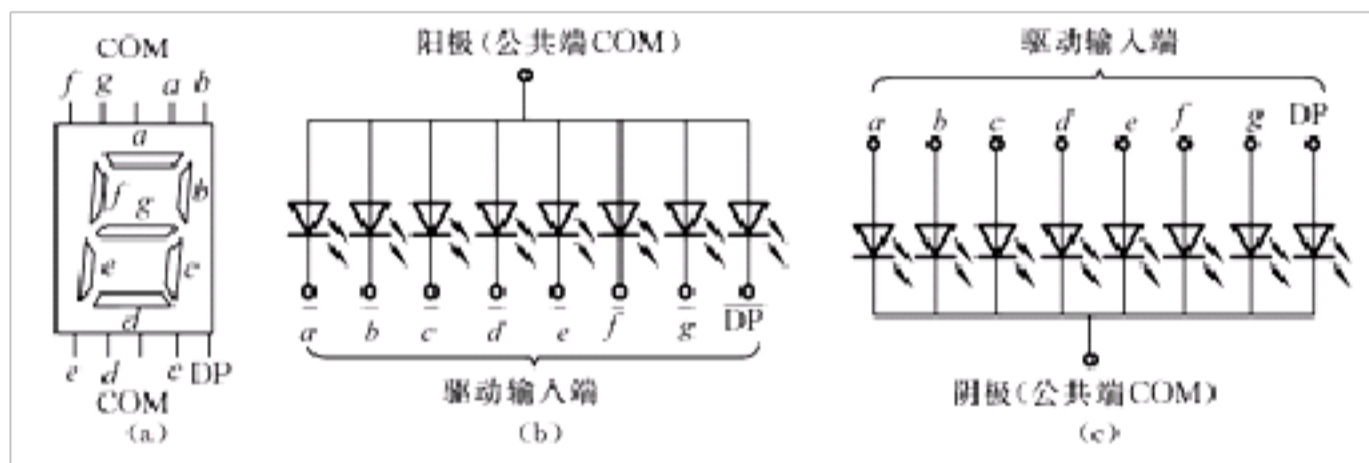 COM
f g a b
a
f g b
e c
d
e d c DP
COM
(a)
阳极(公共端COM)
a̅ b̅ c̅ d̅ e̅ f̅ g̅ D̅P̅
驱动输入端
(b)
驱动输入端
a b c d e f g DP
阴极(公共端COM)
(c)